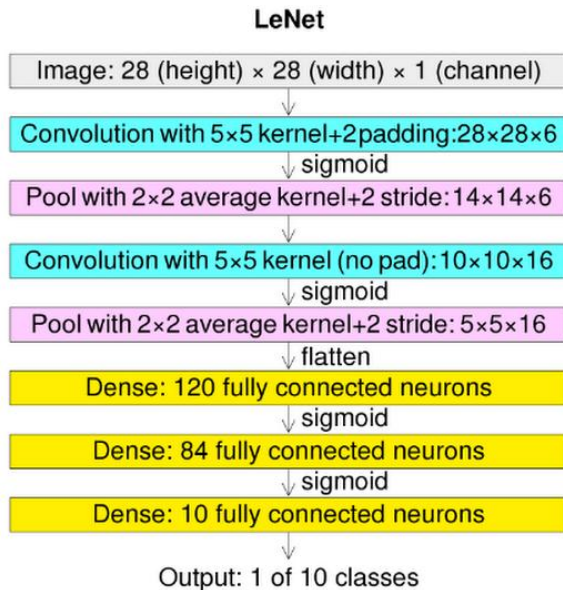 LeNet
Image: 28 (height) × 28 (width) × 1 (channel)
Convolution with 5×5 kernel+2padding:28×28×6
sigmoid
Pool with 2×2 average kernel+2 stride:14×14×6
Convolution with 5×5 kernel (no pad):10×10×16
sigmoid
Pool with 2×2 average kernel+2 stride: 5×5×16
flatten
Dense: 120 fully connected neurons
sigmoid
Dense: 84 fully connected neurons
sigmoid
Dense: 10 fully connected neurons
Output: 1 of 10 classes